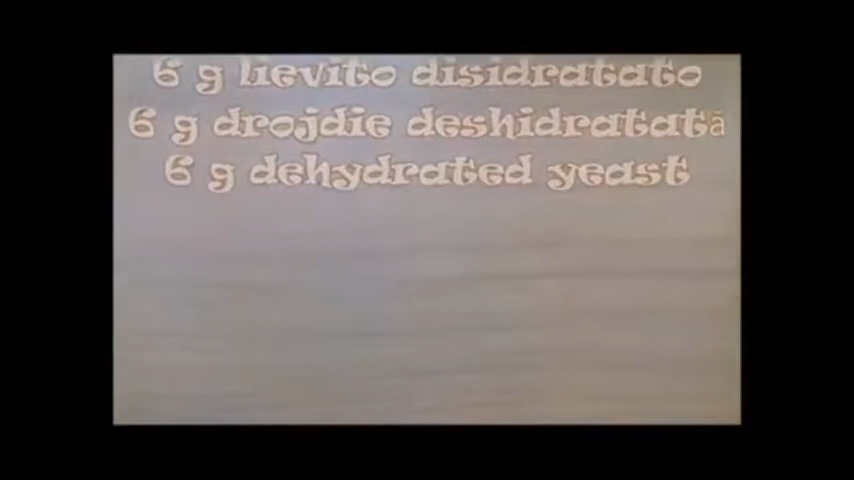 6 g lievito disidratato
6 g drojdie deshidratată
6 g dehydrated yeast